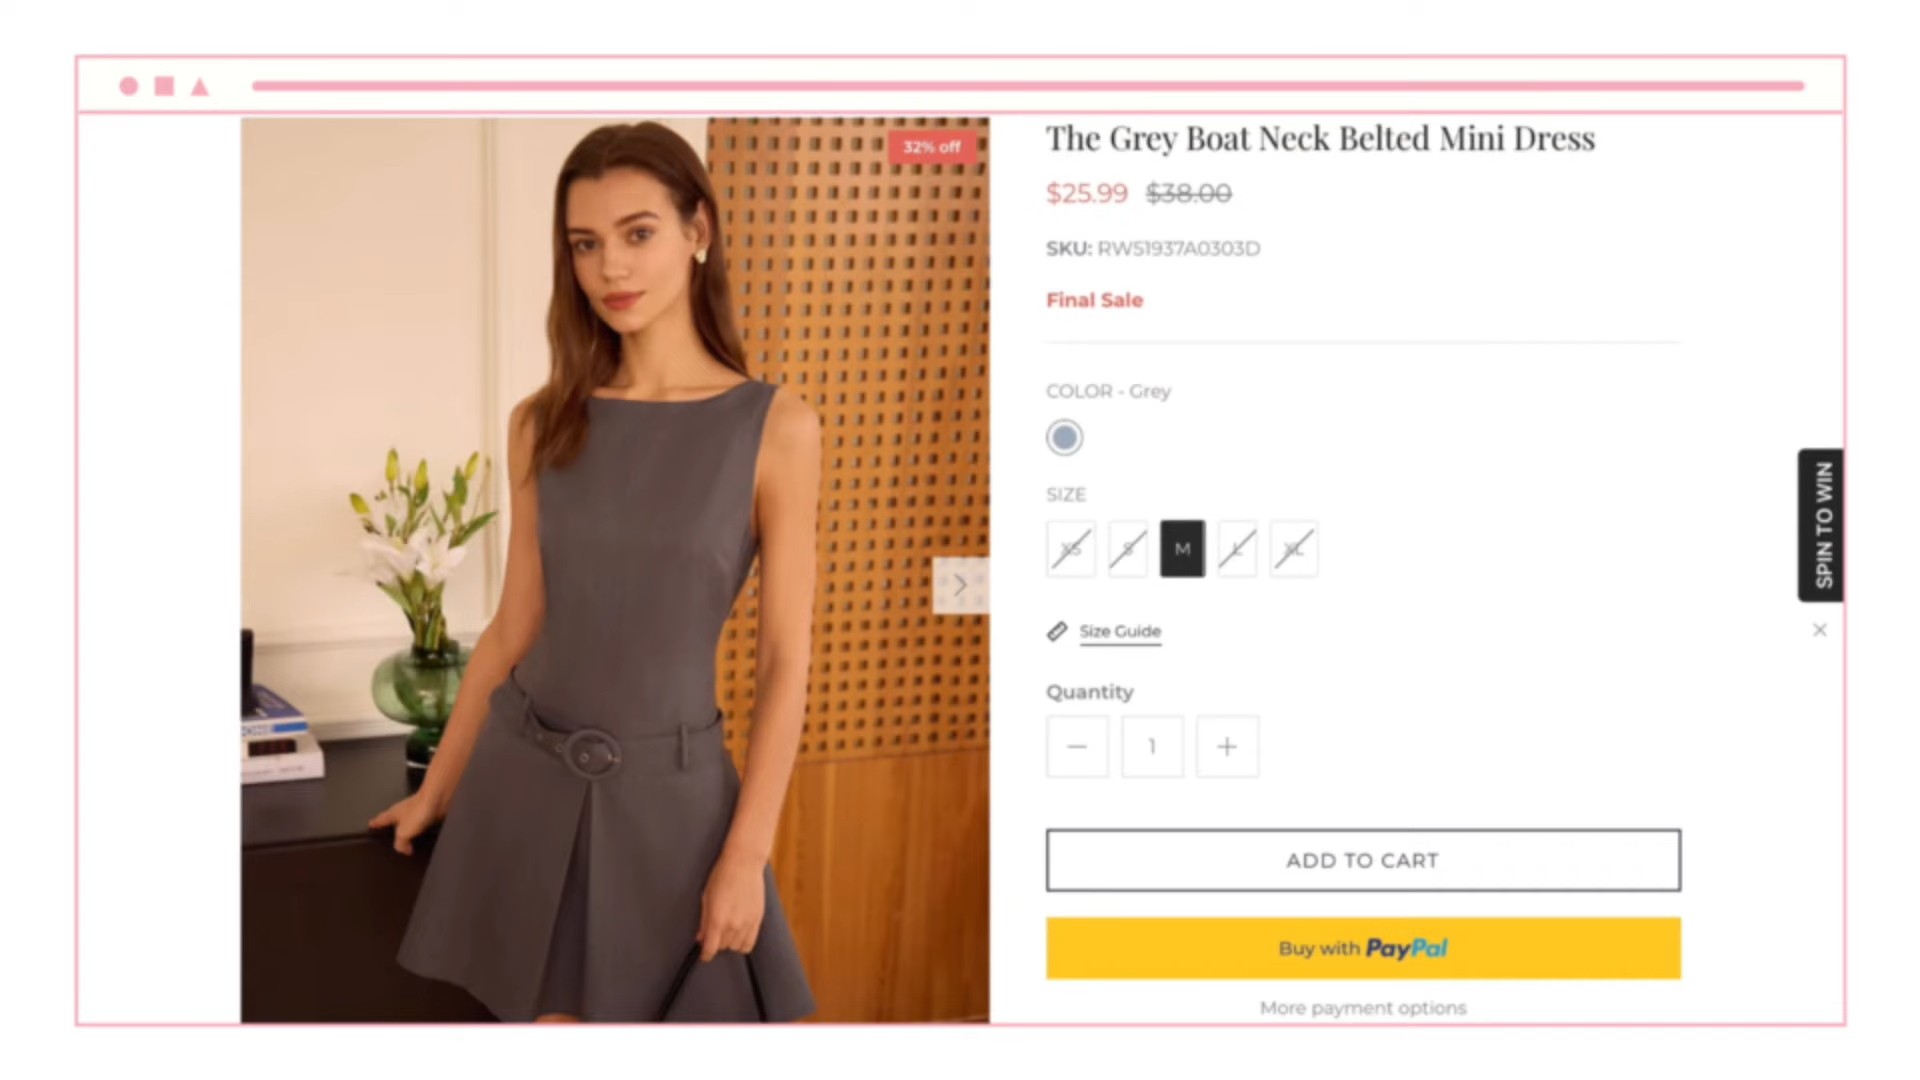 32% off
The Grey Boat Neck Belted Mini Dress
$25.99 $38.00
SKU: RW51937A0303D
Final Sale
COLOR - Grey
SIZE
XS S M L XL
Size Guide
Quantity
1
ADD TO CART
Buy with PayPal
More payment options
SPIN TO WIN